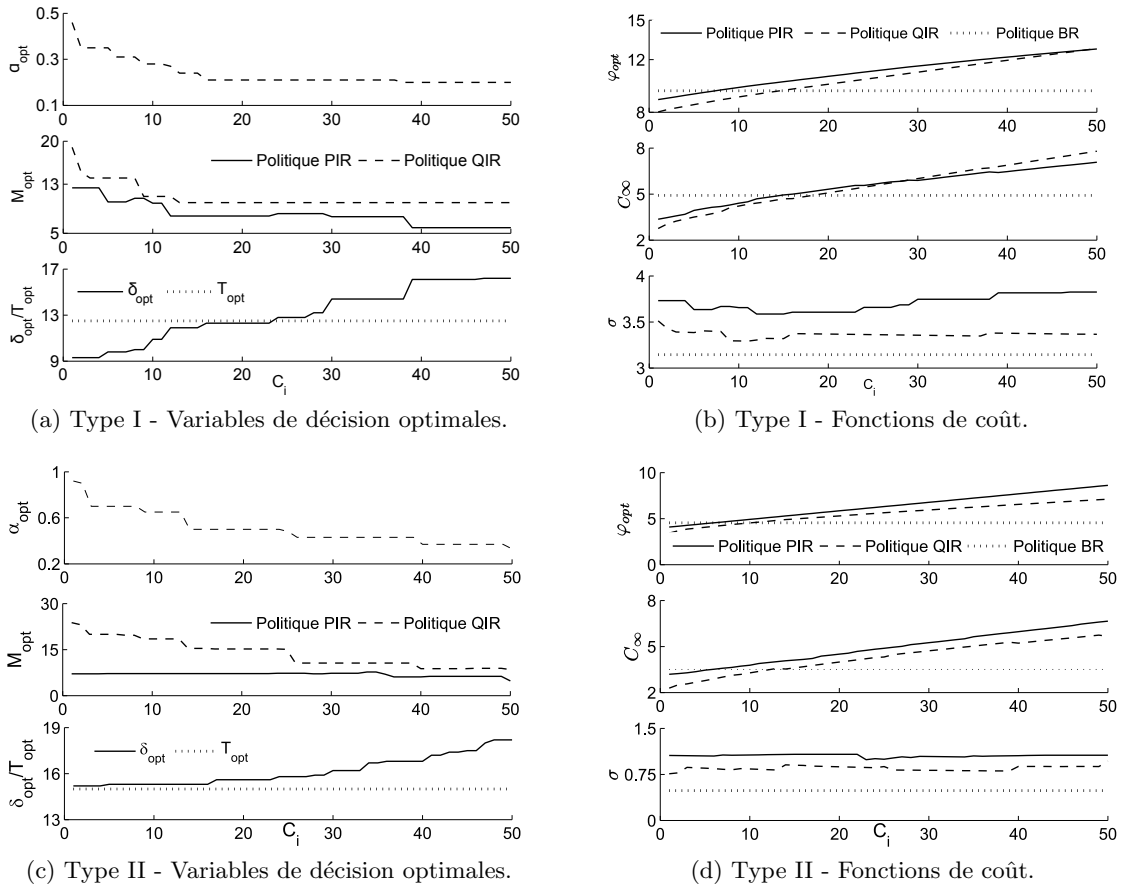 0.5
0.3
0.1
α_opt
0 10 20 30 40 50
20
13
5
M_opt
Politique PIR Politique QIR
0 10 20 30 40 50
17
13
9
δ_opt/T_opt
δ_opt T_opt
0 10 20 30 40 50
C_i
(a) Type I - Variables de décision optimales.
15
12
8
φ_opt
Politique PIR Politique QIR Politique BR
0 10 20 30 40 50
8
5
2
C_∞
0 10 20 30 40 50
4
3.5
3
σ
0 10 20 30 40 50
C_i
(b) Type I - Fonctions de coût.
1
0.6
0.2
α_opt
0 10 20 30 40 50
30
15
0
M_opt
Politique PIR Politique QIR
0 10 20 30 40 50
19
16
13
δ_opt/T_opt
δ_opt T_opt
0 10 20 30 40 50
C_i
(c) Type II - Variables de décision optimales.
10
5
0
φ_opt
Politique PIR Politique QIR Politique BR
0 10 20 30 40 50
8
5
2
C_∞
0 10 20 30 40 50
1.5
0.75
0
σ
0 10 20 30 40 50
C_i
(d) Type II - Fonctions de coût.